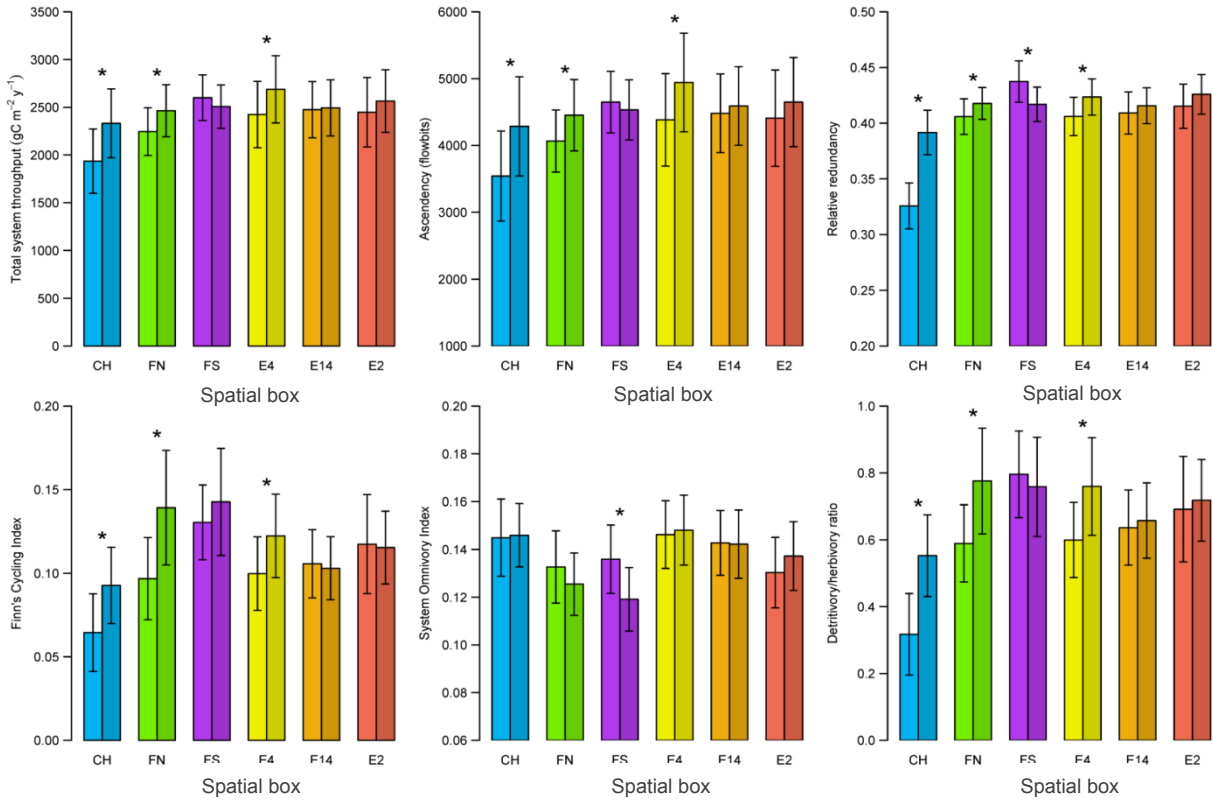 Total system throughput (gC m⁻² y⁻¹)
3500
3000
2500
2000
1500
1000
500
0
* * *
CH FN FS E4 E14 E2
Spatial box
Ascendency (flowbits)
6000
5000
4000
3000
2000
1000
* * *
CH FN FS E4 E14 E2
Spatial box
Relative redundancy
0.50
0.45
0.40
0.35
0.30
0.25
0.20
* * * *
CH FN FS E4 E14 E2
Spatial box
Finn's Cycling Index
0.20
0.15
0.10
0.05
0.00
* * *
CH FN FS E4 E14 E2
Spatial box
System Omnivory Index
0.20
0.18
0.16
0.14
0.12
0.10
0.08
0.06
*
CH FN FS E4 E14 E2
Spatial box
Detritivory/herbivory ratio
1.0
0.8
0.6
0.4
0.2
0.0
* * *
CH FN FS E4 E14 E2
Spatial box